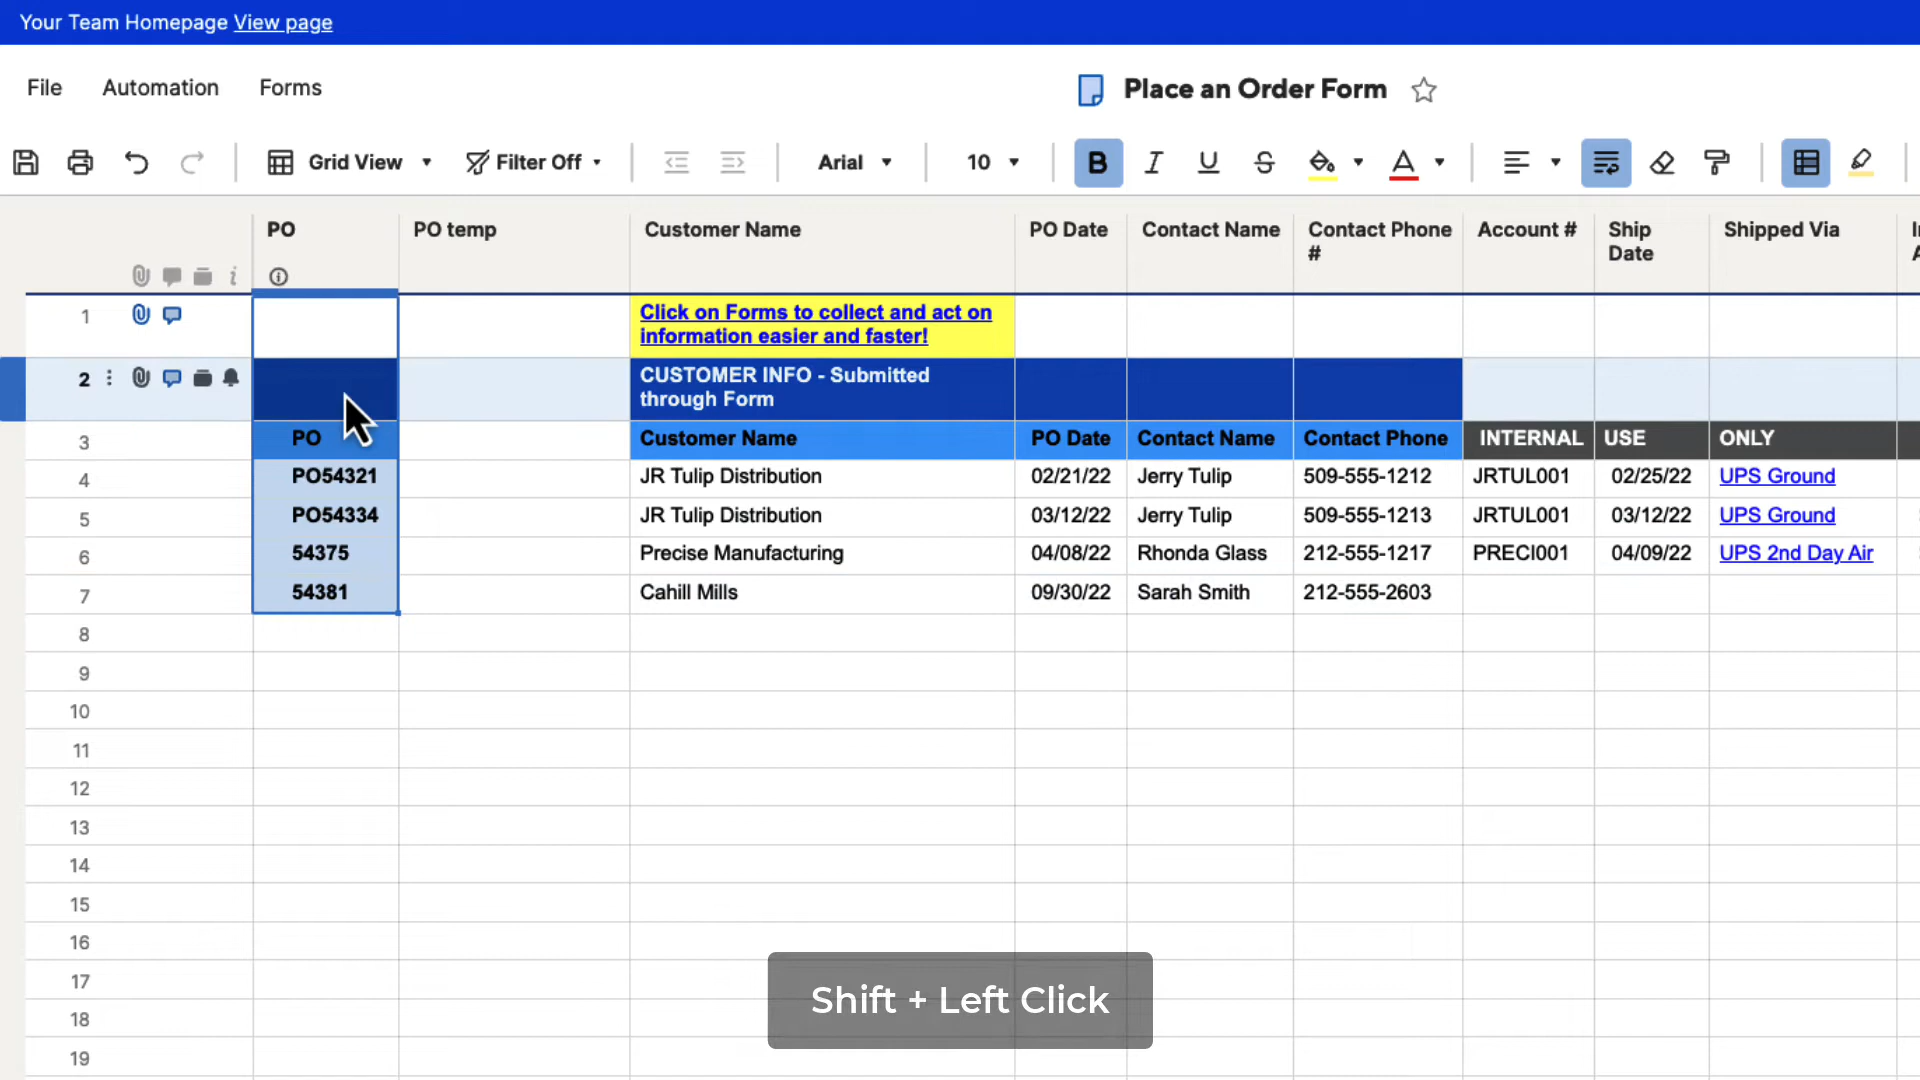 Your Team Homepage View page
File Automation Forms
Place an Order Form
Grid View Filter Off Arial 10 B I U S A
PO PO temp Customer Name PO Date Contact Name Contact Phone # Account # Ship Date Shipped Via
1 Click on Forms to collect and act on
information easier and faster!
2 CUSTOMER INFO - Submitted
through Form
3 PO Customer Name PO Date Contact Name Contact Phone INTERNAL USE ONLY
4 PO54321 JR Tulip Distribution 02/21/22 Jerry Tulip 509-555-1212 JRTUL001 02/25/22 UPS Ground
5 PO54334 JR Tulip Distribution 03/12/22 Jerry Tulip 509-555-1213 JRTUL001 03/12/22 UPS Ground
6 54375 Precise Manufacturing 04/08/22 Rhonda Glass 212-555-1217 PRECI001 04/09/22 UPS 2nd Day Air
7 54381 Cahill Mills 09/30/22 Sarah Smith 212-555-2603
8
9
10
11
12
13
14
15
16
17
18
19
Shift + Left Click